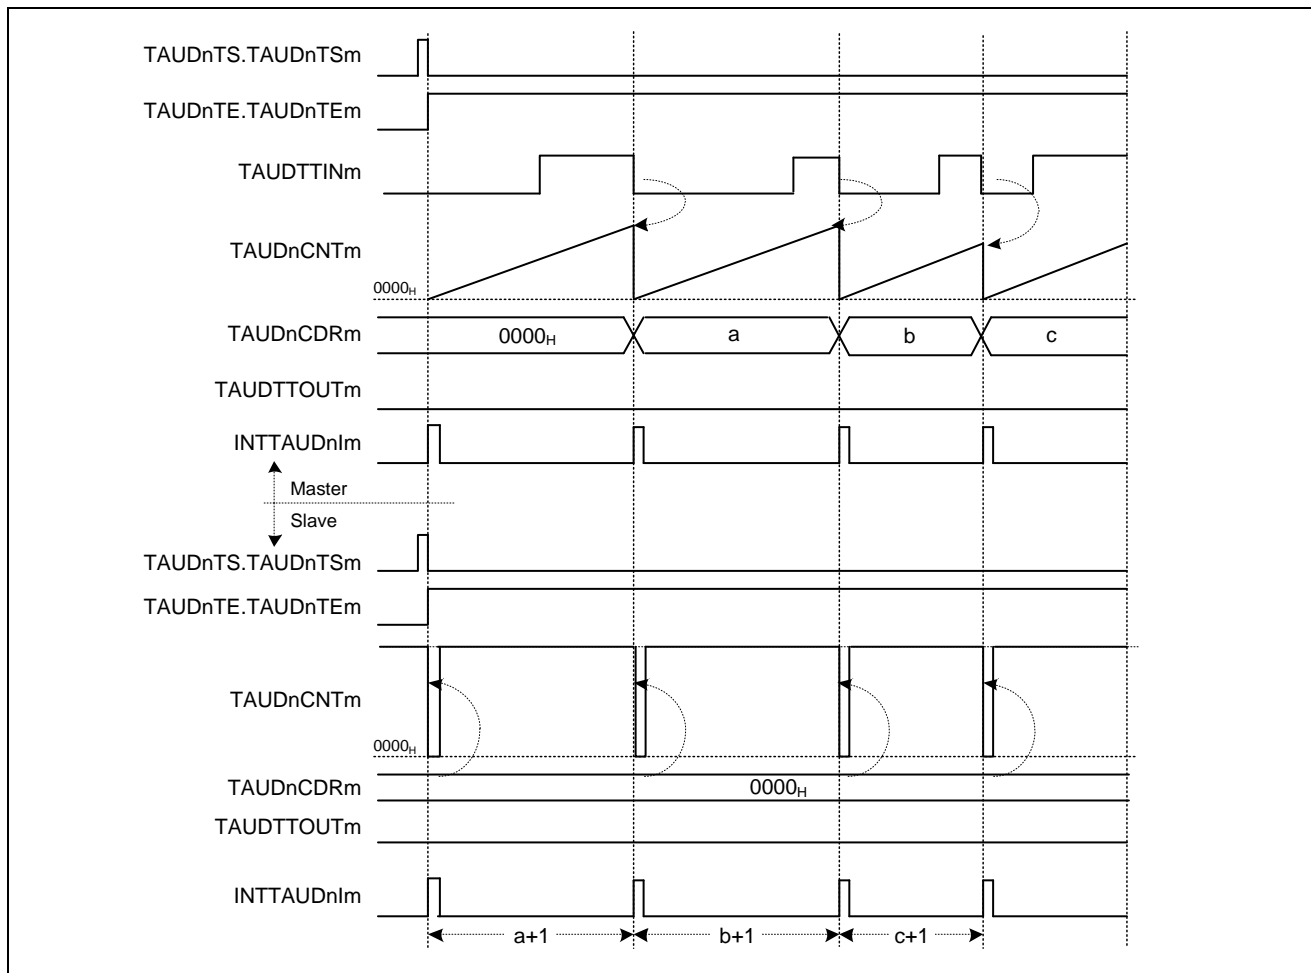 TAUDnTS.TAUDnTSm
TAUDnTE.TAUDnTEm
TAUDTTINm
TAUDnCNTm
0000H
TAUDnCDRm
0000H a b c
TAUDTTOUTm
INTTAUDnIm
Master
Slave
TAUDnTS.TAUDnTSm
TAUDnTE.TAUDnTEm
TAUDnCNTm
0000H
TAUDnCDRm
0000H
TAUDTTOUTm
INTTAUDnIm
a+1 b+1 c+1